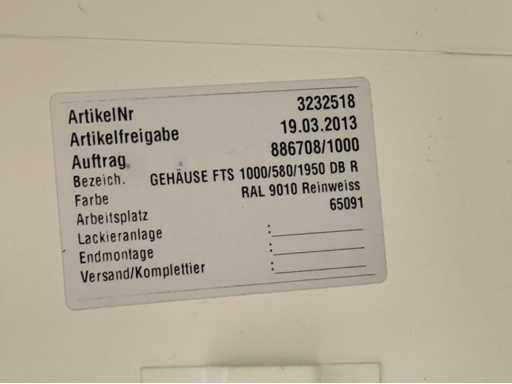 ArtikelNr 3232518
Artikelfreigabe 19.03.2013
Auftrag 886708/1000
Bezeich. GEHÄUSE FTS 1000/580/1950 DB R
Farbe RAL 9010 Reinweiss
Arbeitsplatz 65091
Lackieranlage :
Endmontage :
Versand/Komplettier :